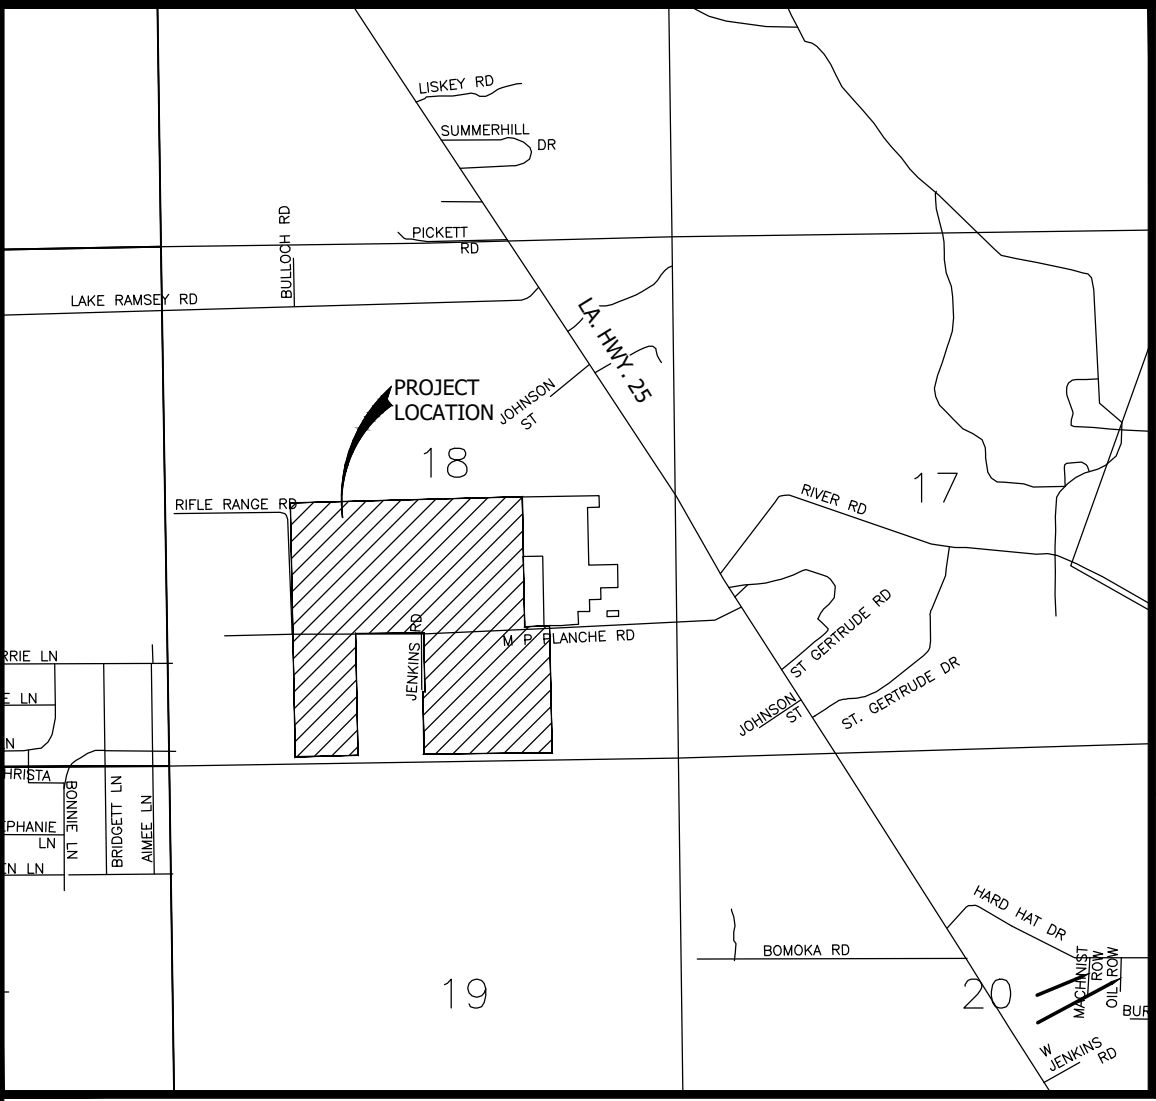 LISKEY RD
SUMMERHILL
DR
BULLOCH RD
PICKETT
RD
LAKE RAMSEY RD
LA. HWY. 25
PROJECT
LOCATION
JOHNSON
ST
18
17
RIFLE RANGE RD
RIVER RD
JENKINS RD
M P PLANCHE RD
ST GERTRUDE RD
ST. GERTRUDE DR
JOHNSON
ST
RRIE LN
E LN
LN
HRISTA
BONNIE LN
BRIDGETT LN
AIMEE LN
EPHANIE
LN
EN LN
HARD HAT DR
BOMOKA RD
MACHINIST
ROW
OIL ROW
19
20
BUR
W
JENKINS
RD